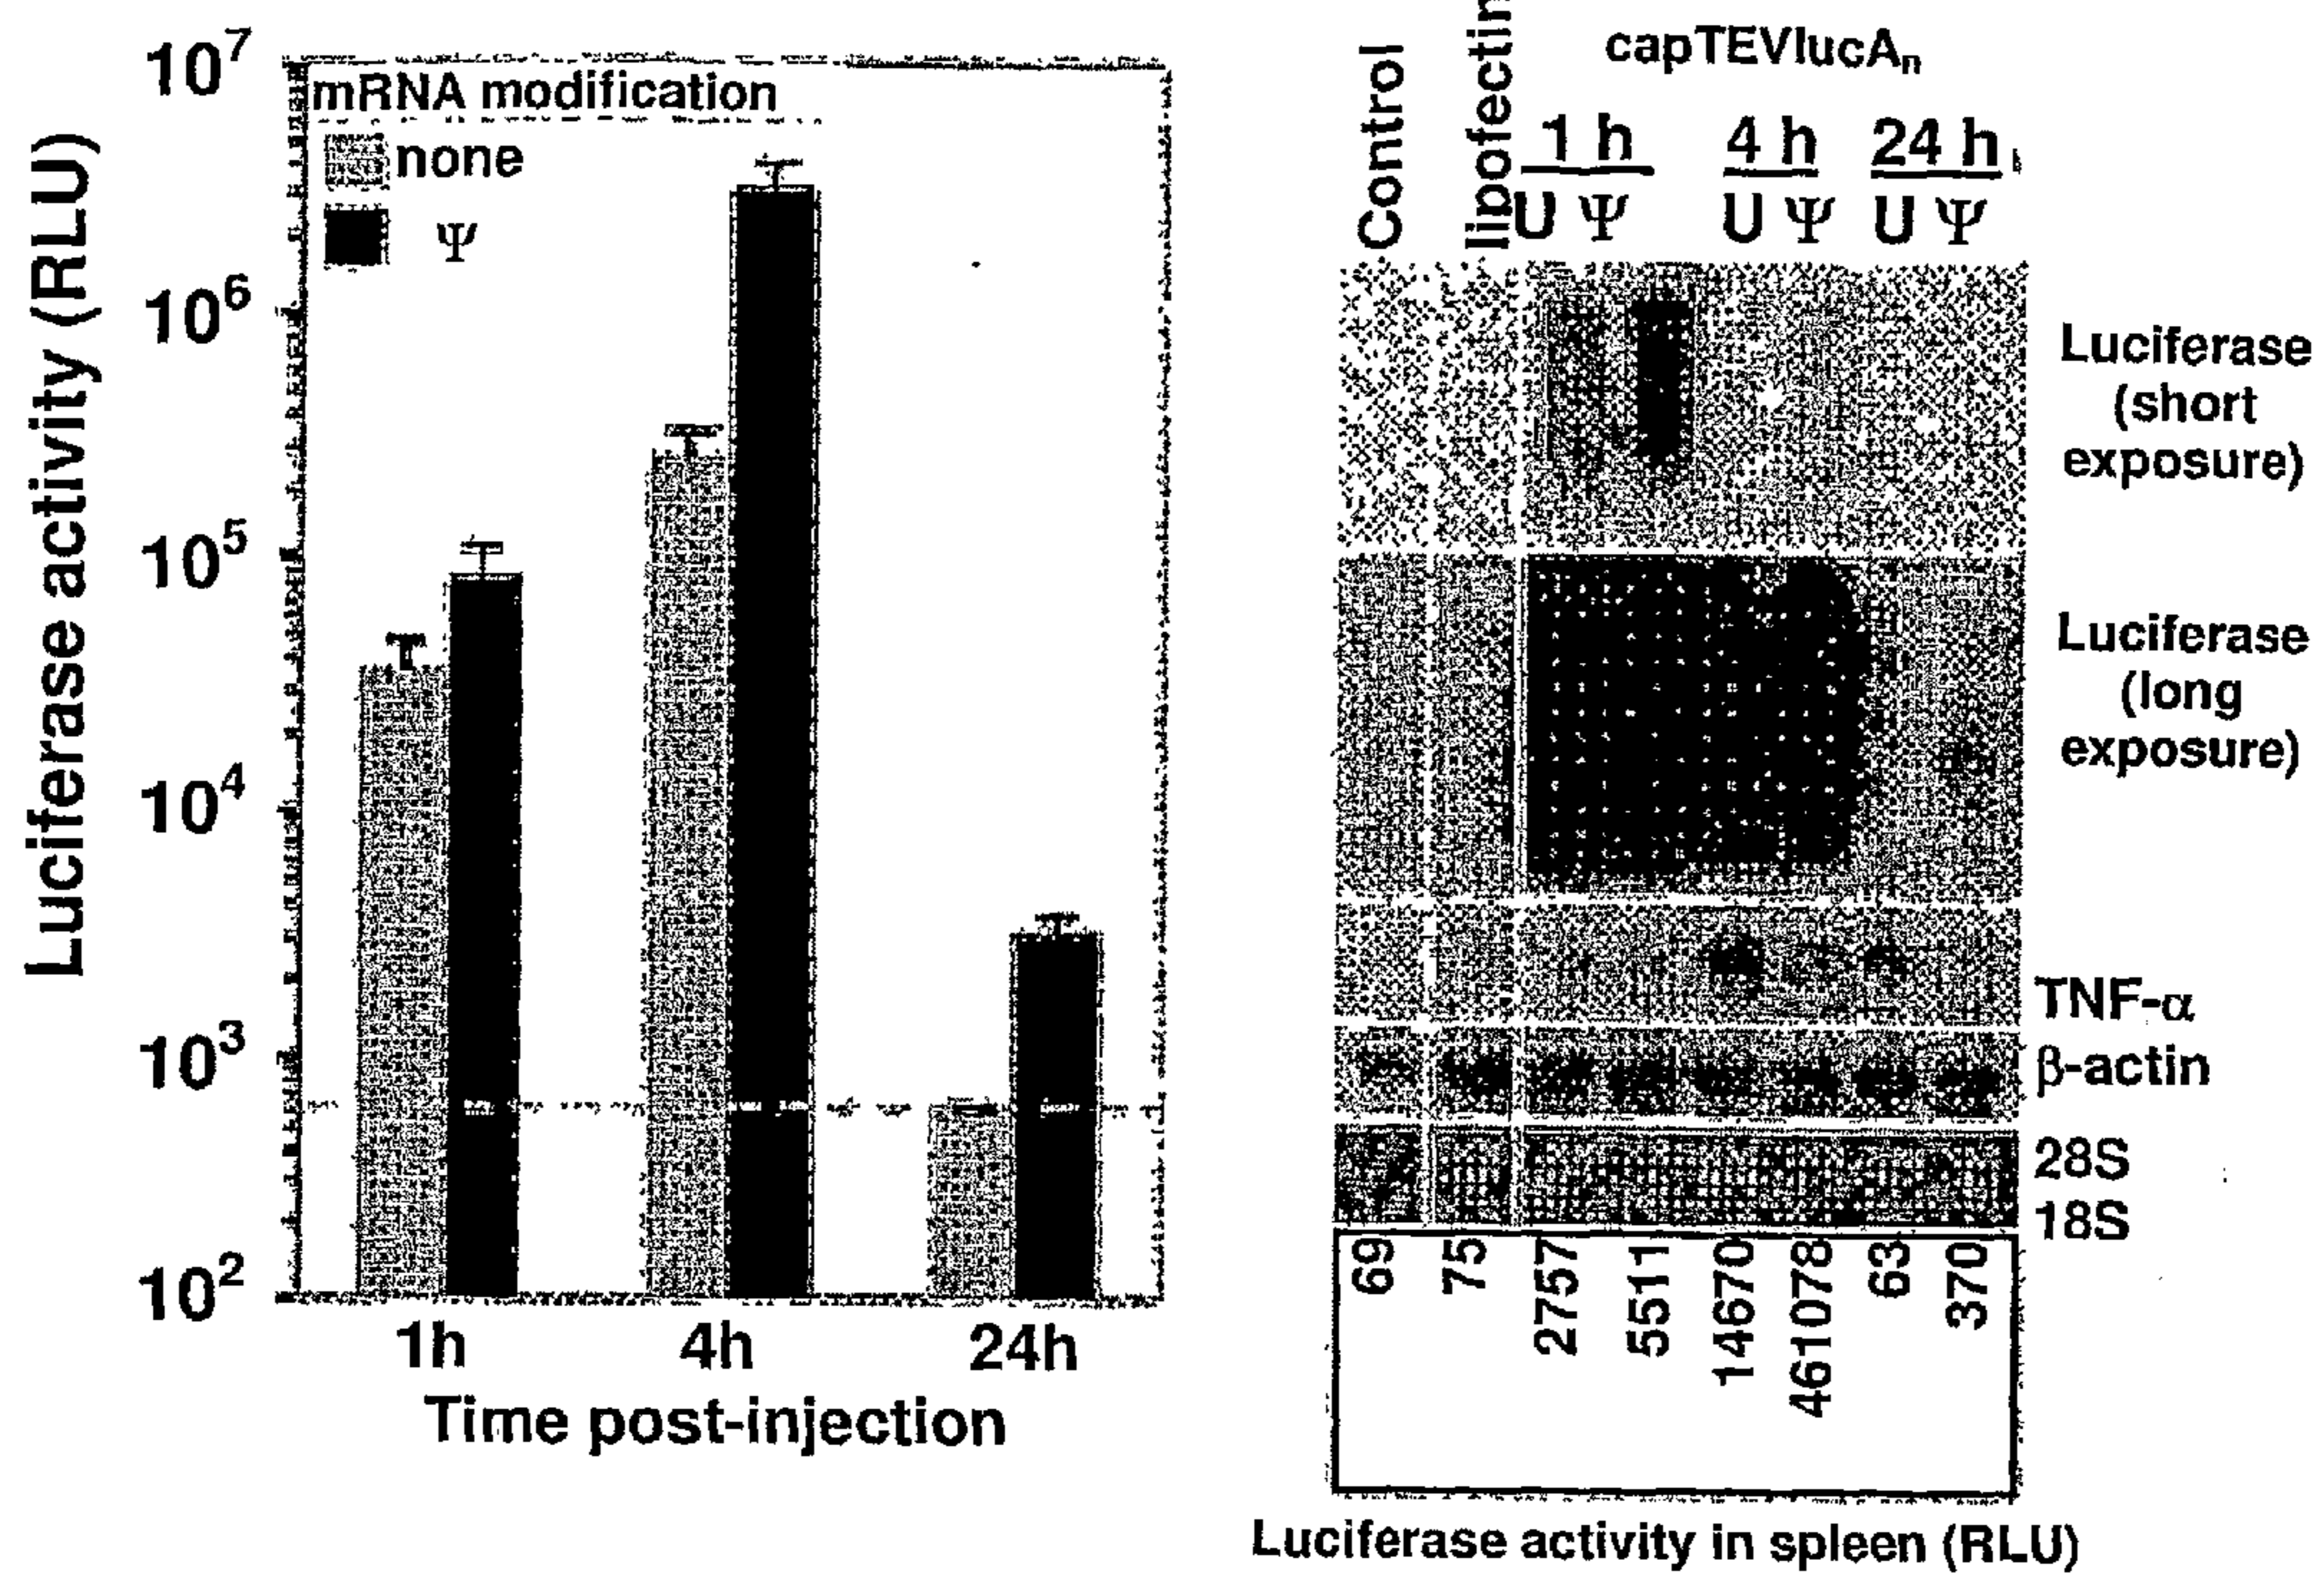 Luciferase activity (RLU)
10⁷
10⁶
10⁵
10⁴
10³
10²
mRNA modification
none
Ψ
1h 4h 24h
Time post-injection
Control
lipofectin
capTEVlucAₙ
1 h 4 h 24 h
U Ψ U Ψ U Ψ
Luciferase
(short
exposure)
Luciferase
(long
exposure)
TNF-α
β-actin
28S
18S
69 75 2757 5511 14670 461078 63 370
Luciferase activity in spleen (RLU)